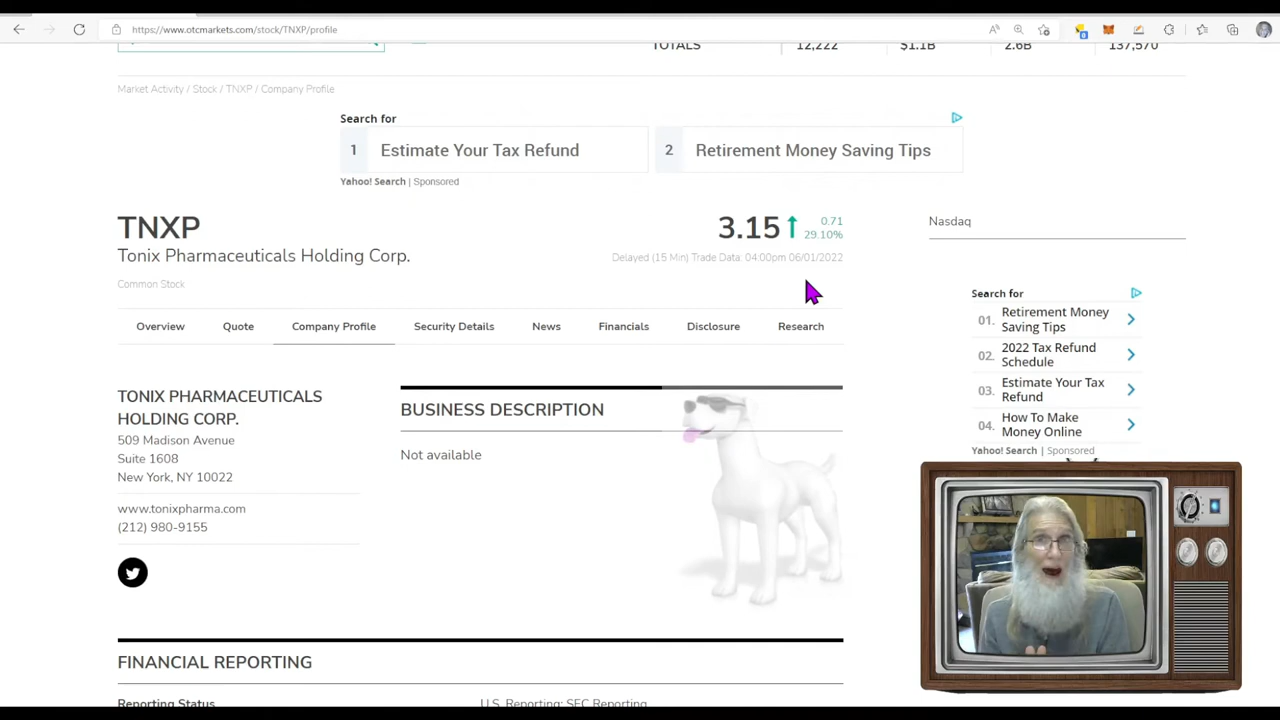 https://www.otcmarkets.com/stock/TNXP/profile
TOTALS 12,222 $1.1B 2.6B 137,570
Market Activity / Stock / TNXP / Company Profile
Search for
1 Estimate Your Tax Refund
2 Retirement Money Saving Tips
Yahoo! Search | Sponsored
TNXP
Tonix Pharmaceuticals Holding Corp.
Common Stock
3.15 0.71
29.10%
Delayed (15 Min) Trade Data: 04:00pm 06/01/2022
Nasdaq
Overview Quote Company Profile Security Details News Financials Disclosure Research
Search for
01. Retirement Money
Saving Tips
02. 2022 Tax Refund
Schedule
03. Estimate Your Tax
Refund
04. How To Make
Money Online
Yahoo! Search | Sponsored
TONIX PHARMACEUTICALS
HOLDING CORP.
509 Madison Avenue
Suite 1608
New York, NY 10022
www.tonixpharma.com
(212) 980-9155
BUSINESS DESCRIPTION
Not available
FINANCIAL REPORTING
Reporting Status U.S. Reporting: SEC Reporting